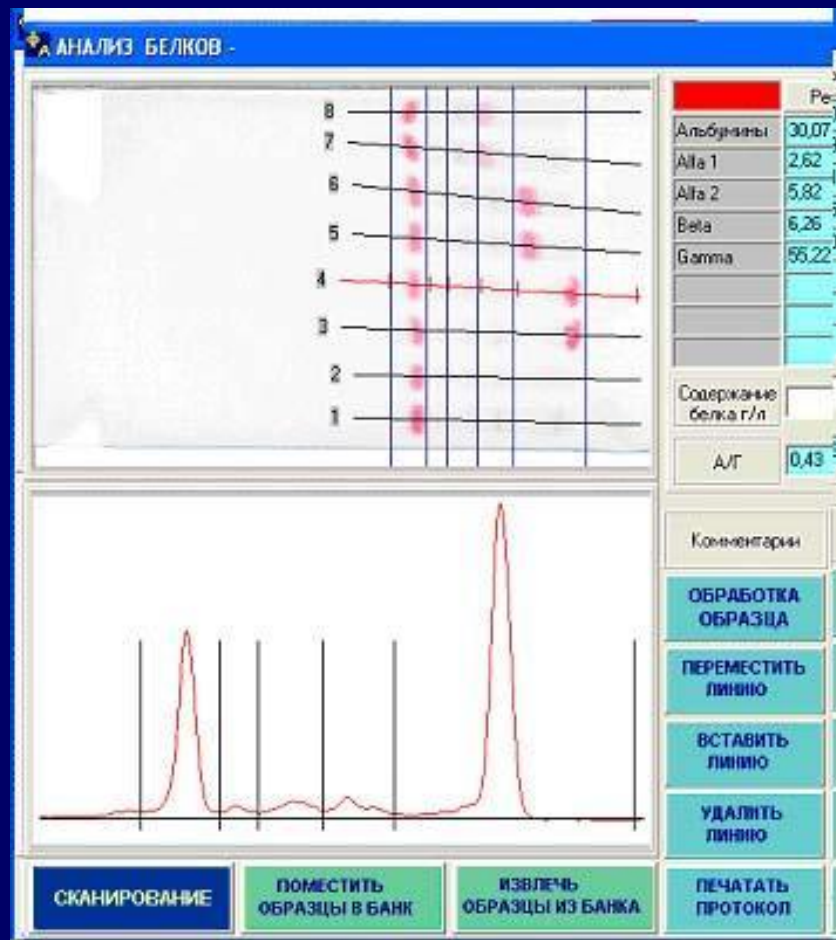 АНАЛИЗ БЕЛКОВ -
8
7
6
5
4
3
2
1
Альбумины 30,07
Alfa 1 2,62
Alfa 2 5,82
Beta 6,26
Gamma 55,22
Содержание
белка г/л
А/Г 0,43
Комментарии
ОБРАБОТКА
ОБРАЗЦА
ПЕРЕМЕСТИТЬ
ЛИНИЮ
ВСТАВИТЬ
ЛИНИЮ
УДАЛИТЬ
ЛИНИЮ
СКАНИРОВАНИЕ
ПОМЕСТИТЬ
ОБРАЗЦЫ В БАНК
ИЗВЛЕЧЬ
ОБРАЗЦЫ ИЗ БАНКА
ПЕЧАТАТЬ
ПРОТОКОЛ